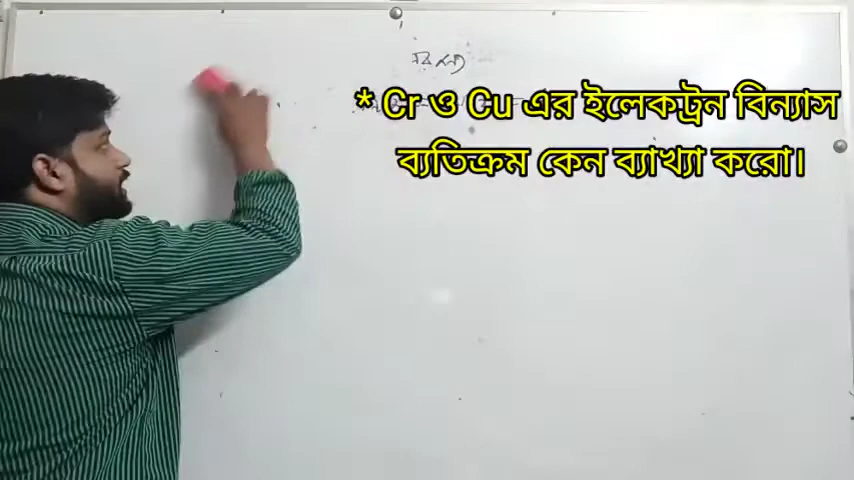 * Cr ও Cu এর ইলেকট্রন বিন্যাস
ব্যতিক্রম কেন ব্যাখ্যা করো।